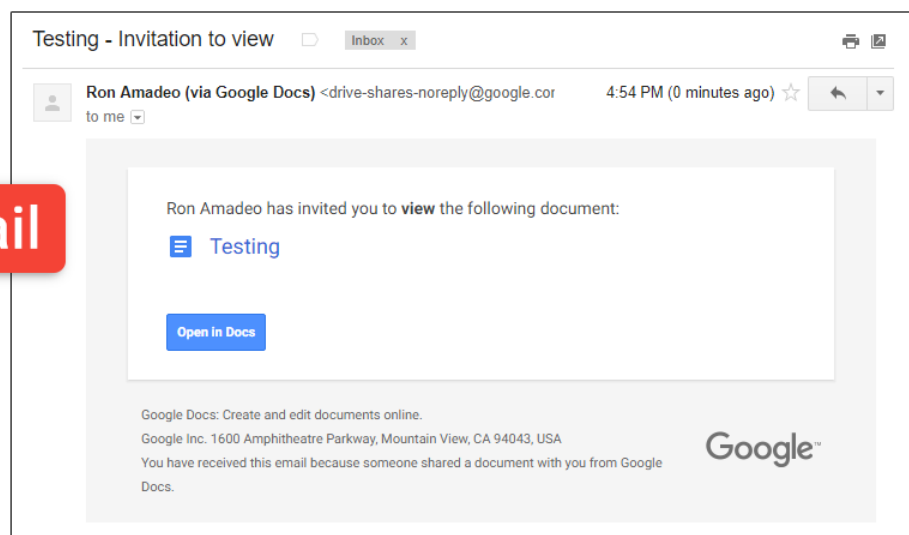 Testing - Invitation to view Inbox x
Ron Amadeo (via Google Docs) <drive-shares-noreply@google.cor 4:54 PM (0 minutes ago)
to me
ail
Ron Amadeo has invited you to view the following document:
Testing
Open in Docs
Google Docs: Create and edit documents online.
Google Inc. 1600 Amphitheatre Parkway, Mountain View, CA 94043, USA
You have received this email because someone shared a document with you from Google
Docs.
Google™